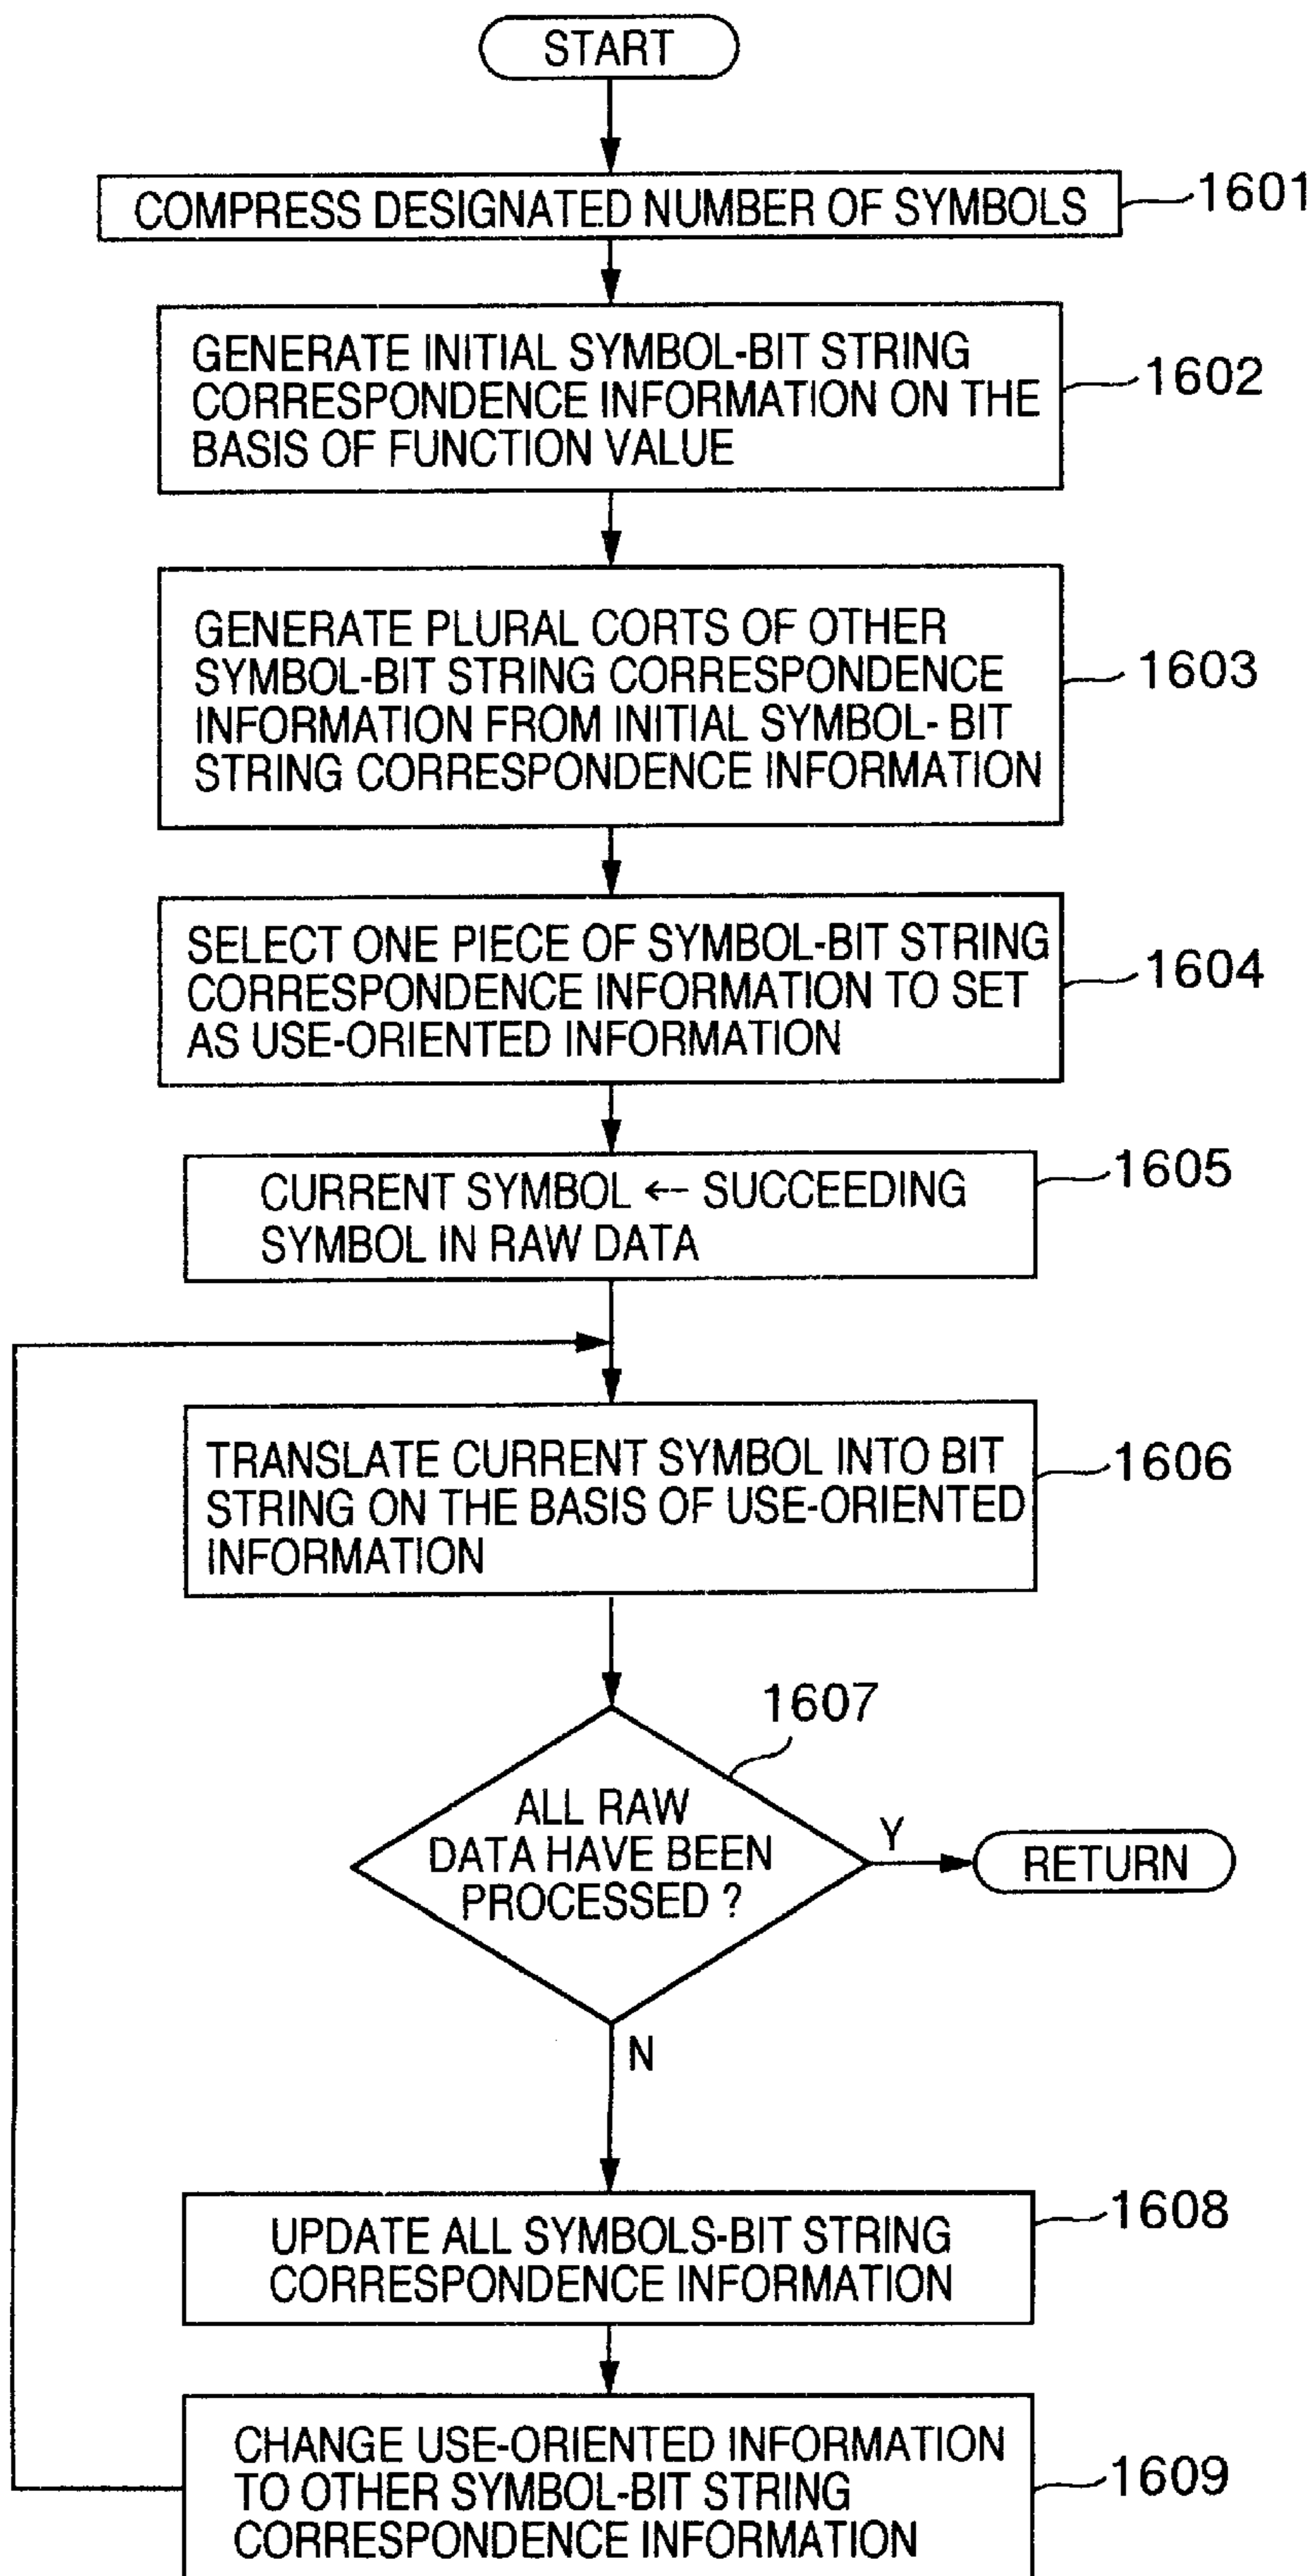 START
COMPRESS DESIGNATED NUMBER OF SYMBOLS
1601
GENERATE INITIAL SYMBOL-BIT STRING
CORRESPONDENCE INFORMATION ON THE
BASIS OF FUNCTION VALUE
1602
GENERATE PLURAL CORTS OF OTHER
SYMBOL-BIT STRING CORRESPONDENCE
INFORMATION FROM INITIAL SYMBOL- BIT
STRING CORRESPONDENCE INFORMATION
1603
SELECT ONE PIECE OF SYMBOL-BIT STRING
CORRESPONDENCE INFORMATION TO SET
AS USE-ORIENTED INFORMATION
1604
CURRENT SYMBOL ← SUCCEEDING
SYMBOL IN RAW DATA
1605
TRANSLATE CURRENT SYMBOL INTO BIT
STRING ON THE BASIS OF USE-ORIENTED
INFORMATION
1606
1607
ALL RAW
DATA HAVE BEEN
PROCESSED ?
Y
RETURN
N
UPDATE ALL SYMBOLS-BIT STRING
CORRESPONDENCE INFORMATION
1608
CHANGE USE-ORIENTED INFORMATION
TO OTHER SYMBOL-BIT STRING
CORRESPONDENCE INFORMATION
1609